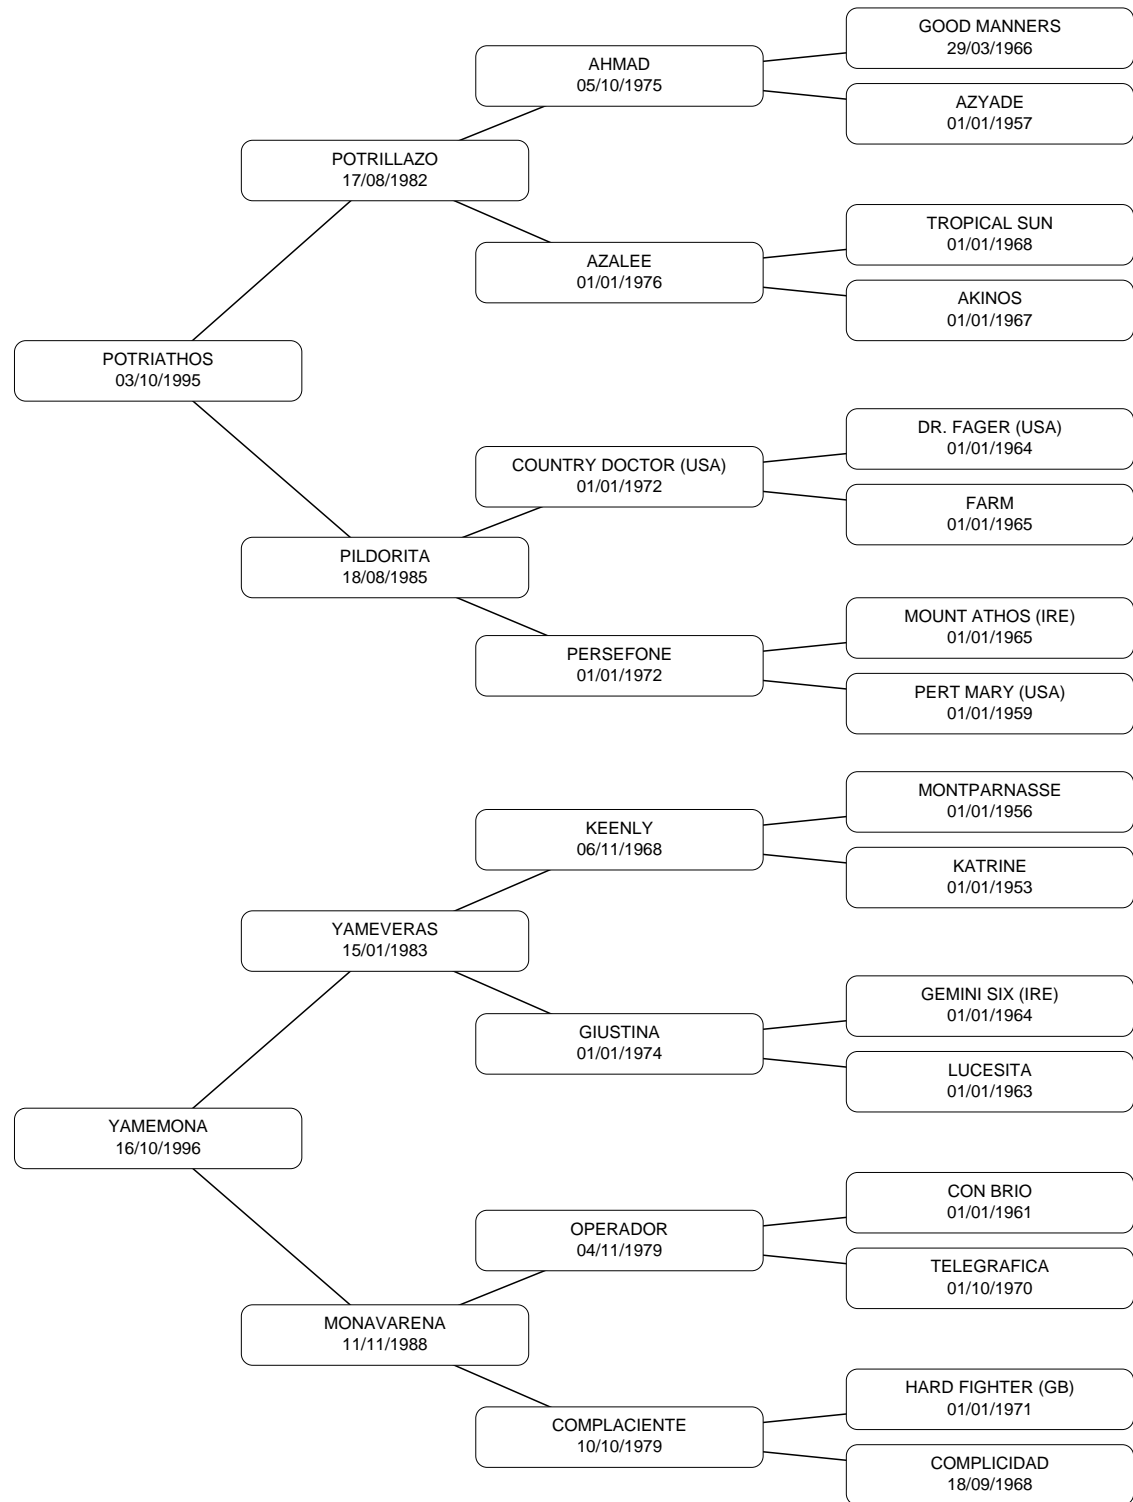 GOOD MANNERS
29/03/1966
AHMAD
05/10/1975
AZYADE
01/01/1957
POTRILLAZO
17/08/1982
TROPICAL SUN
01/01/1968
AZALEE
01/01/1976
AKINOS
01/01/1967
POTRIATHOS
03/10/1995
DR. FAGER (USA)
01/01/1964
COUNTRY DOCTOR (USA)
01/01/1972
FARM
01/01/1965
PILDORITA
18/08/1985
MOUNT ATHOS (IRE)
01/01/1965
PERSEFONE
01/01/1972
PERT MARY (USA)
01/01/1959
MONTPARNASSE
01/01/1956
KEENLY
06/11/1968
KATRINE
01/01/1953
YAMEVERAS
15/01/1983
GEMINI SIX (IRE)
01/01/1964
GIUSTINA
01/01/1974
LUCESITA
01/01/1963
YAMEMONA
16/10/1996
CON BRIO
01/01/1961
OPERADOR
04/11/1979
TELEGRAFICA
01/10/1970
MONAVARENA
11/11/1988
HARD FIGHTER (GB)
01/01/1971
COMPLACIENTE
10/10/1979
COMPLICIDAD
18/09/1968